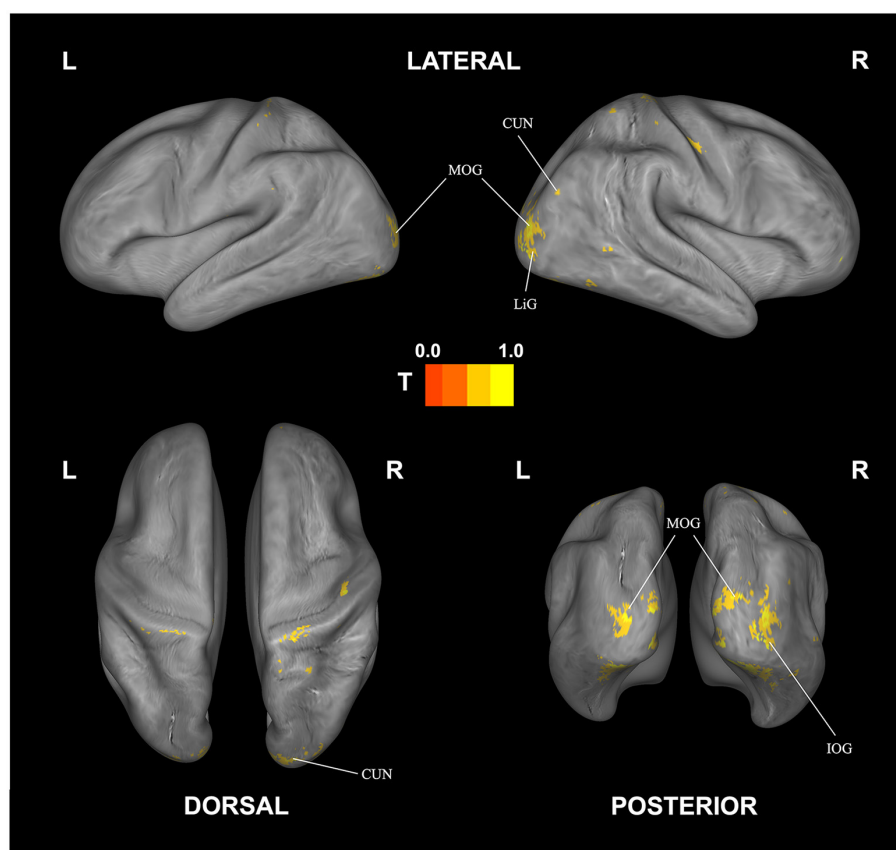 L
LATERAL
R
CUN
MOG
LiG
0.0
1.0
T
L
R
L
R
MOG
IOG
CUN
DORSAL
POSTERIOR